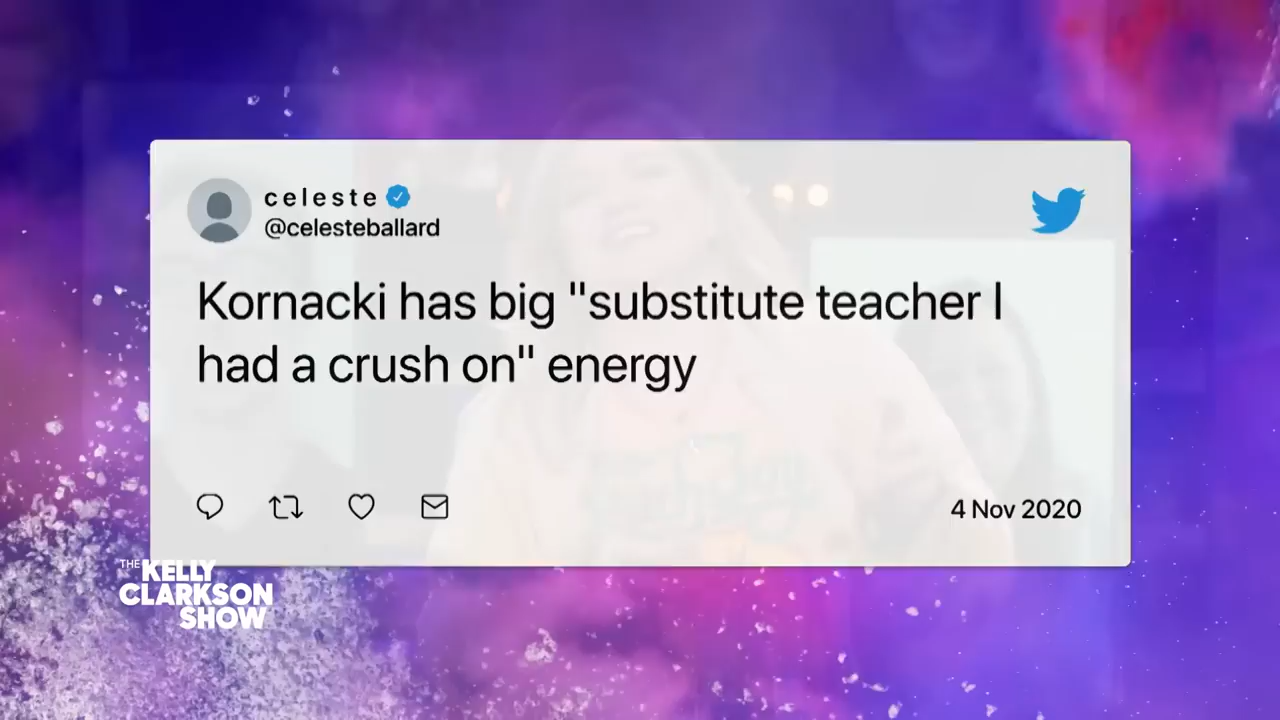 celeste
@celesteballard
Kornacki has big "substitute teacher I
had a crush on" energy
4 Nov 2020
THE KELLY
CLARKSON
SHOW